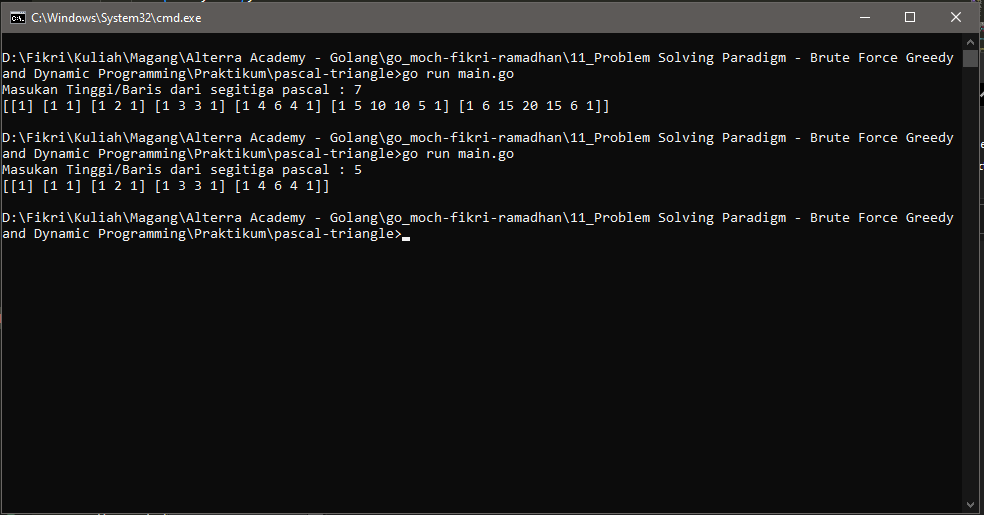 C:\Windows\System32\cmd.exe
D:\Fikri\Kuliah\Magang\Alterra Academy - Golang\go_moch-fikri-ramadhan\11_Problem Solving Paradigm - Brute Force Greedy
and Dynamic Programming\Praktikum\pascal-triangle>go run main.go
Masukan Tinggi/Baris dari segitiga pascal : 7
[[1] [1 1] [1 2 1] [1 3 3 1] [1 4 6 4 1] [1 5 10 10 5 1] [1 6 15 20 15 6 1]]
D:\Fikri\Kuliah\Magang\Alterra Academy - Golang\go_moch-fikri-ramadhan\11_Problem Solving Paradigm - Brute Force Greedy
and Dynamic Programming\Praktikum\pascal-triangle>go run main.go
Masukan Tinggi/Baris dari segitiga pascal : 5
[[1] [1 1] [1 2 1] [1 3 3 1] [1 4 6 4 1]]
D:\Fikri\Kuliah\Magang\Alterra Academy - Golang\go_moch-fikri-ramadhan\11_Problem Solving Paradigm - Brute Force Greedy
and Dynamic Programming\Praktikum\pascal-triangle>